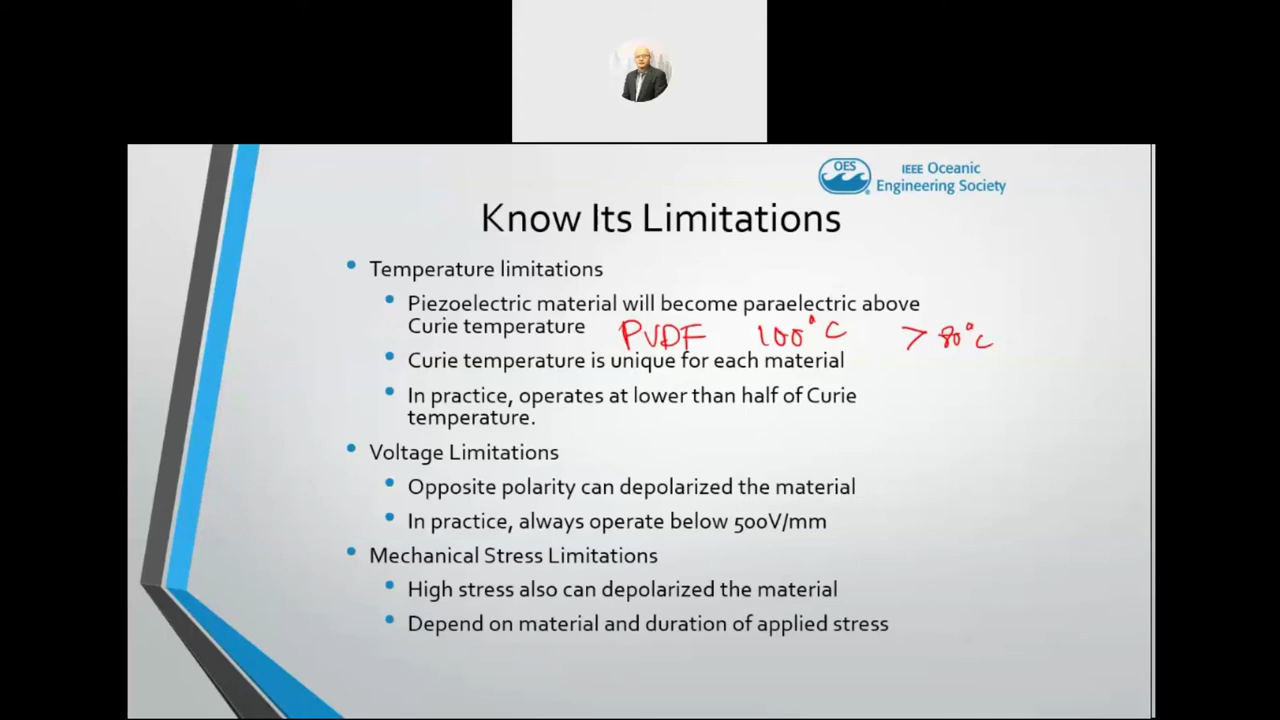 OES
IEEE Oceanic
Engineering Society
Know Its Limitations
Temperature limitations
Piezoelectric material will become paraelectric above
Curie temperature PVDF 100°C > 80°C
Curie temperature is unique for each material
In practice, operates at lower than half of Curie
temperature.
Voltage Limitations
Opposite polarity can depolarized the material
In practice, always operate below 500V/mm
Mechanical Stress Limitations
High stress also can depolarized the material
Depend on material and duration of applied stress